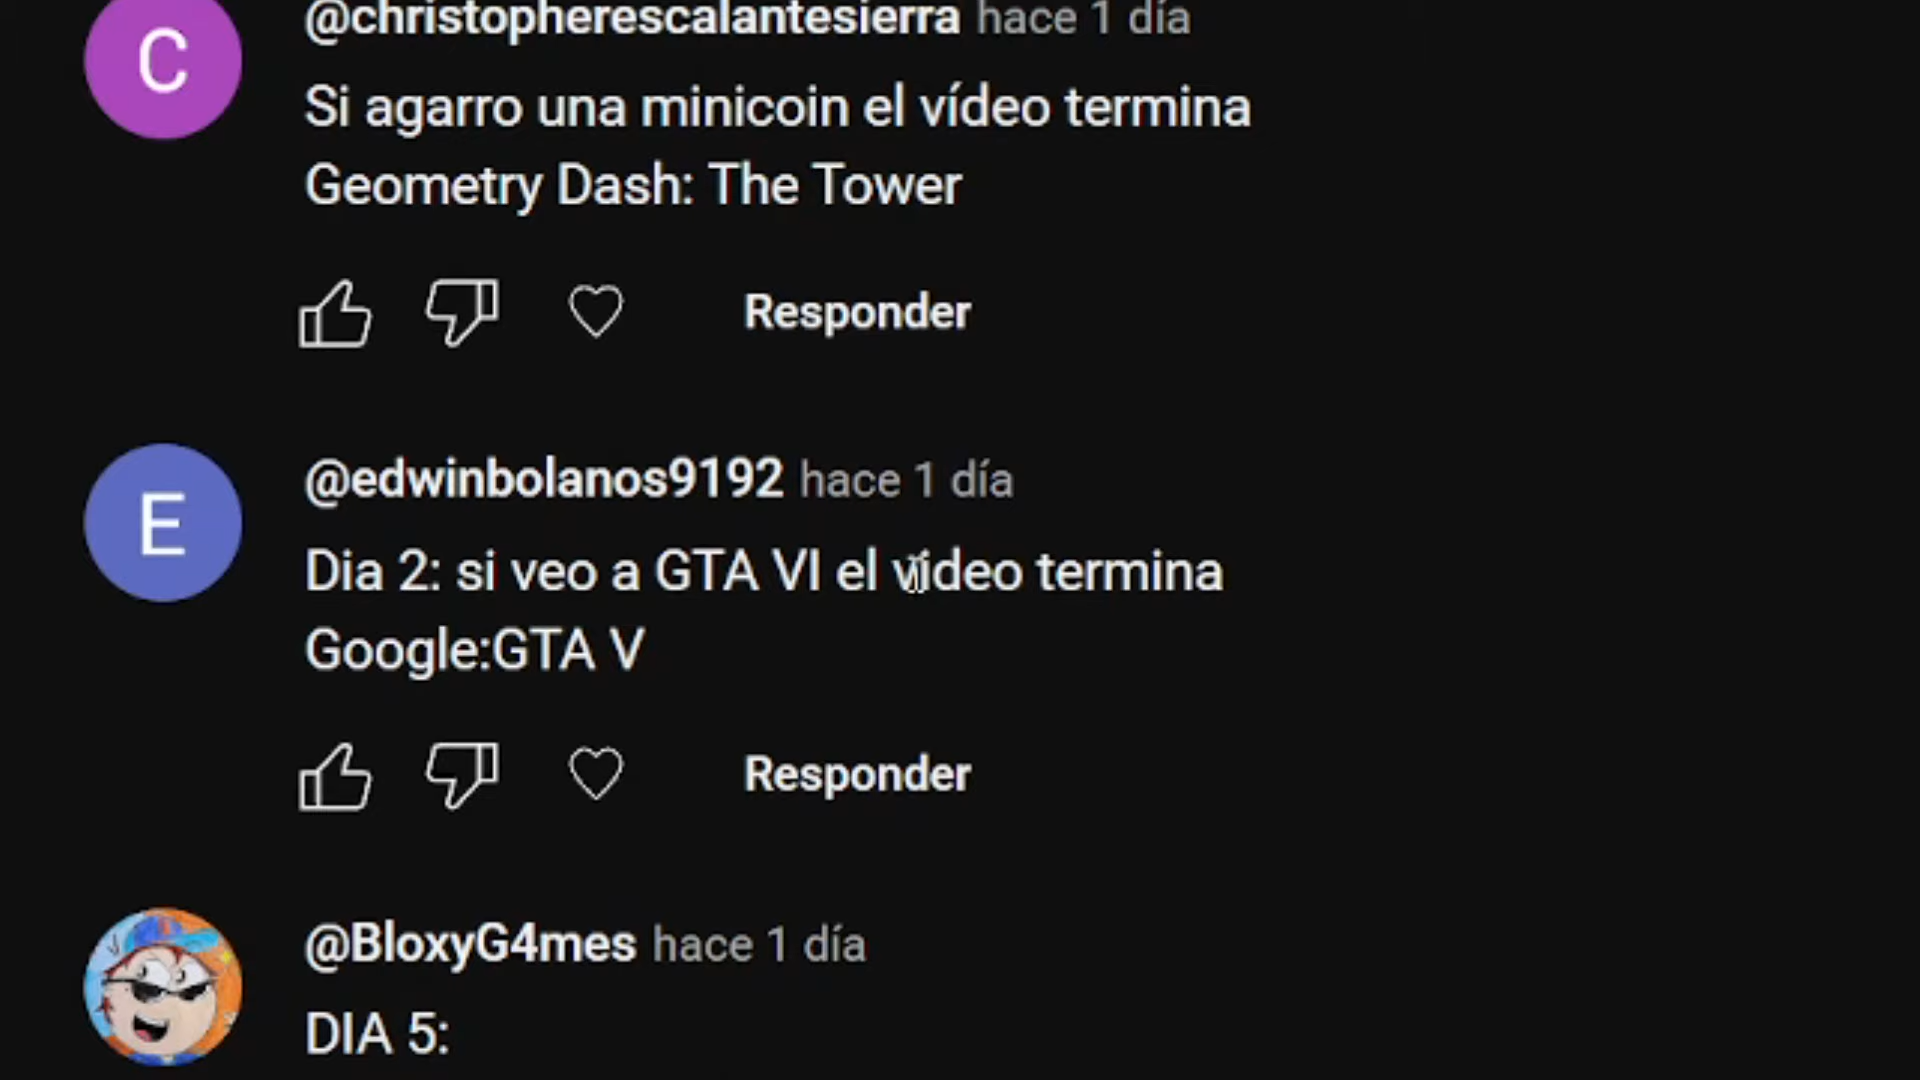 C
@christopherescalantesierra hace 1 día
Si agarro una minicoin el vídeo termina
Geometry Dash: The Tower
Responder
E
@edwinbolanos9192 hace 1 día
Dia 2: si veo a GTA VI el vídeo termina
Google:GTA V
Responder
@BloxyG4mes hace 1 día
DIA 5: